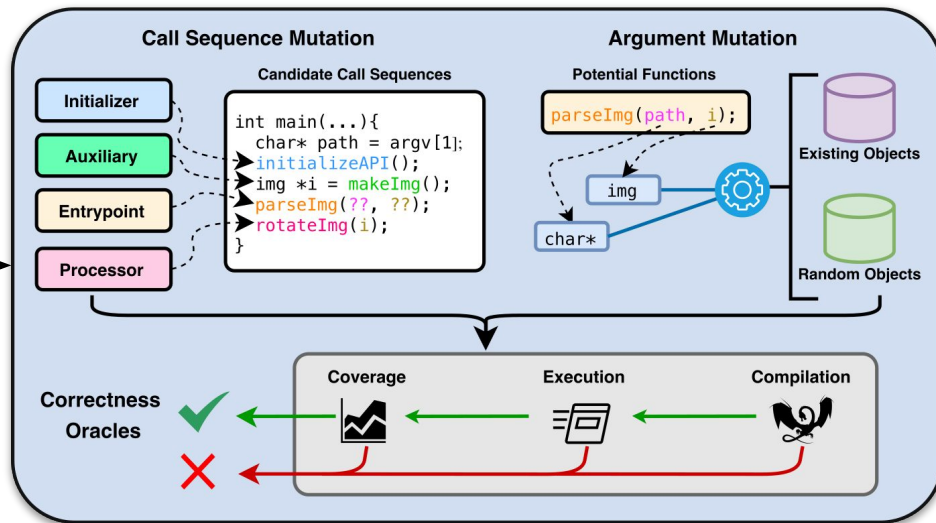 Call Sequence Mutation
Argument Mutation
Candidate Call Sequences
Potential Functions
Initializer
Auxiliary
Entrypoint
Processor
int main(...){
char* path = argv[1];
initializeAPI();
img *i = makeImg();
parseImg(??, ??);
rotateImg(i);
}
parseImg(path, i);
img
char*
Existing Objects
Random Objects
Coverage
Execution
Compilation
Correctness
Oracles